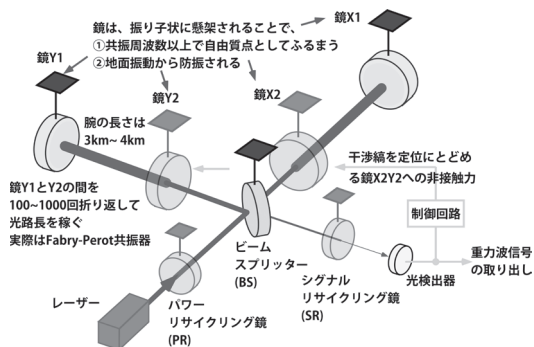 鏡は、振り子状に懸架されることで、
①共振周波数以上で自由質点としてふるまう
②地面振動から防振される
鏡X1
鏡Y1
鏡Y2
鏡X2
腕の長さは
3km~ 4km
干渉縞を定位にとどめ
る鏡X2Y2への非接触力
鏡Y1とY2の間を
100~1000回折り返して
光路長を稼ぐ
実際はFabry-Perot共振器
制御回路
ビーム
スプリッター
(BS)
シグナル
リサイクリング鏡
(SR)
光検出器
重力波信号
の取り出し
レーザー
パワー
リサイクリング鏡
(PR)